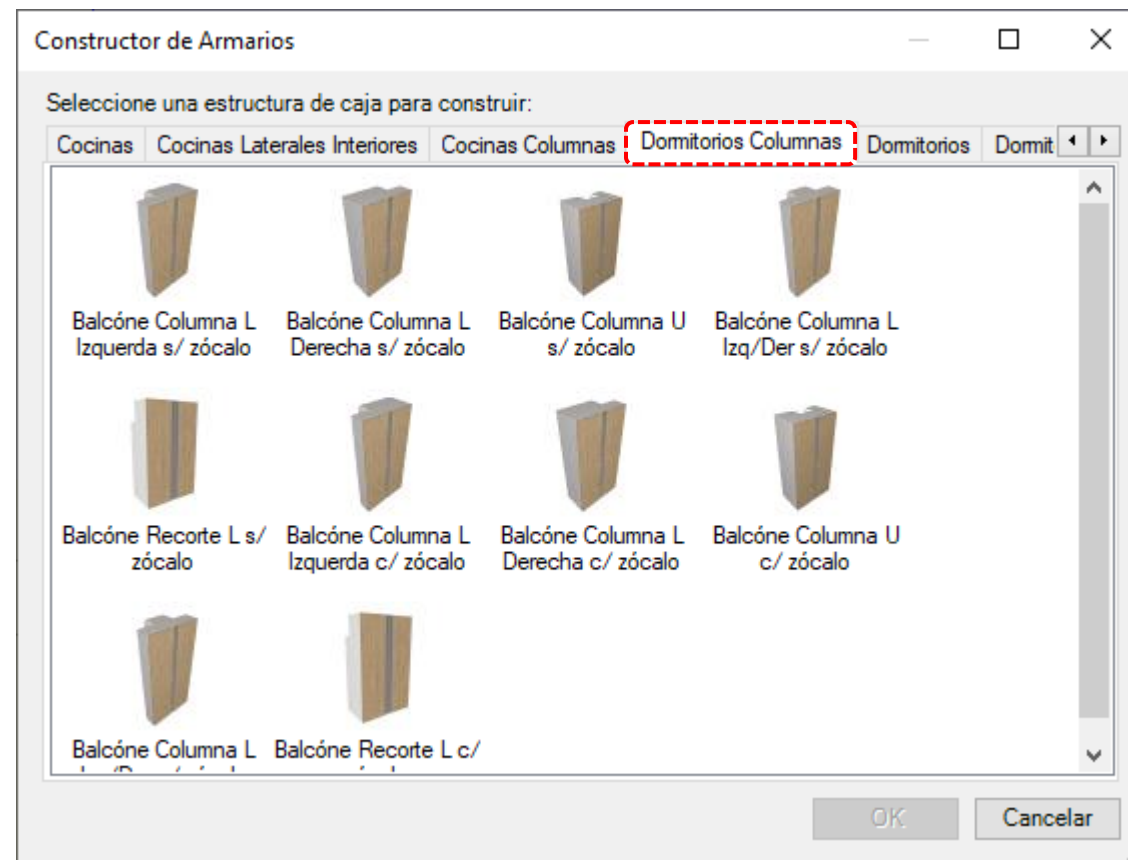 Constructor de Armarios
Seleccione una estructura de caja para construir:
Cocinas Cocinas Laterales Interiores Cocinas Columnas Dormitorios Columnas Dormitorios Dormit
Balcóne Columna L Balcóne Columna L Balcóne Columna U Balcóne Columna L
Izquerda s/ zócalo Derecha s/ zócalo s/ zócalo Izq/Der s/ zócalo
Balcóne Recorte L s/ Balcóne Columna L Balcóne Columna L Balcóne Columna U
zócalo Izquerda c/ zócalo Derecha c/ zócalo c/ zócalo
Balcóne Columna L Balcóne Recorte L c/
OK Cancelar